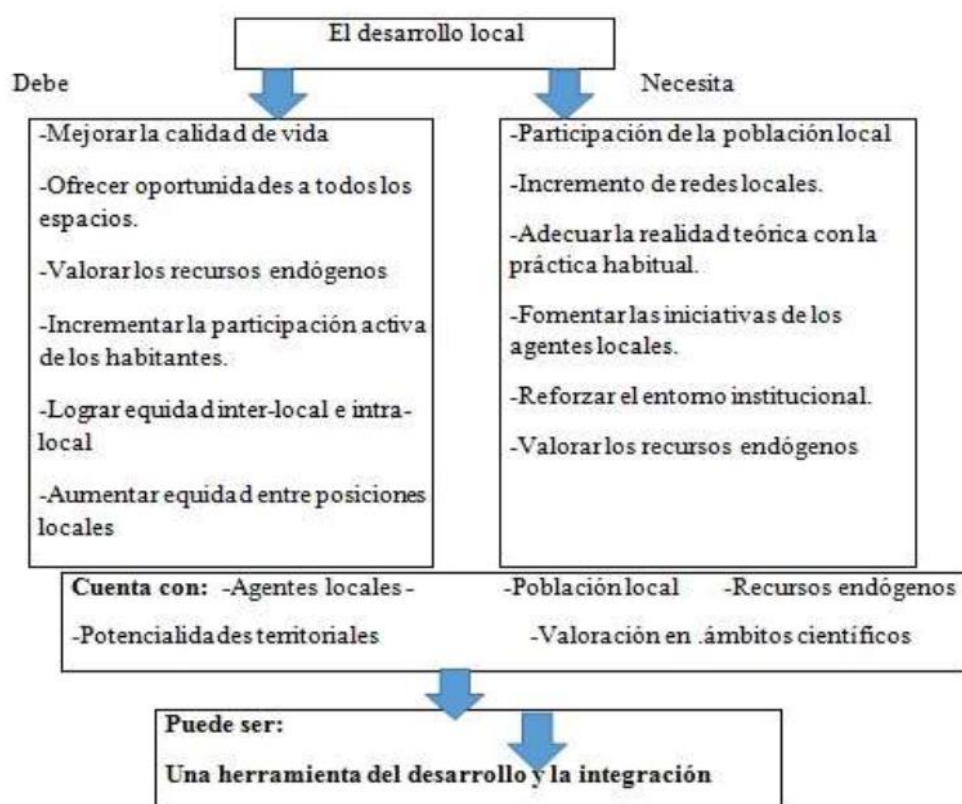 El desarrollo local
Debe
Necesita
-Mejorar la calidad de vida
-Ofrecer oportunidades a todos los
espacios.
-Valorar los recursos endógenos
-Incrementar la participación activa
de los habitantes.
-Lograr equidad inter-local e intra-
local
-Aumentar equidad entre posiciones
locales
-Participación de la población local
-Incremento de redes locales.
-Adecuar la realidad teórica con la
práctica habitual.
-Fomentar las iniciativas de los
agentes locales.
-Reforzar el entorno institucional.
-Valorar los recursos endógenos
Cuenta con: -Agentes locales - -Población local -Recursos endógenos
-Potencialidades territoriales -Valoración en .ámbitos científicos
Puede ser:
Una herramienta del desarrollo y la integración